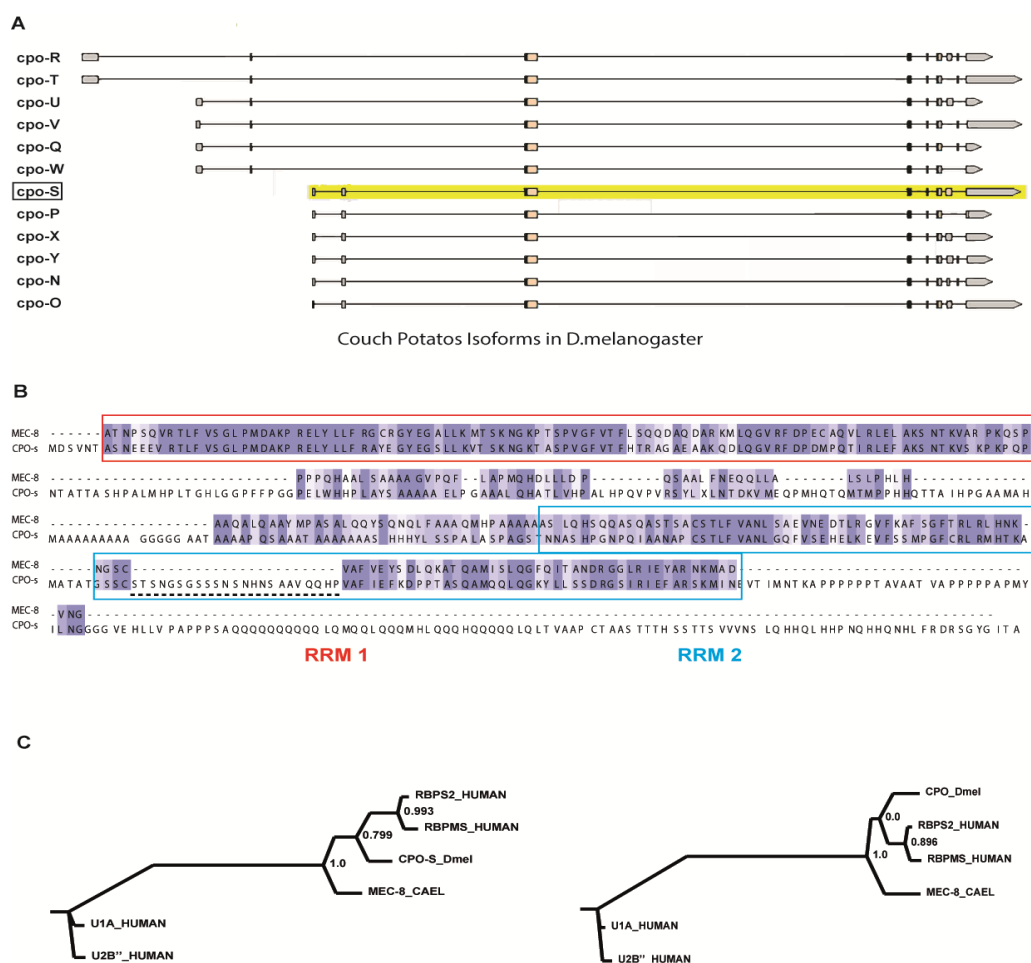 A
cpo-R
cpo-T
cpo-U
cpo-V
cpo-Q
cpo-W
cpo-S
cpo-P
cpo-X
cpo-Y
cpo-N
cpo-O
Couch Potatos Isoforms in D.melanogaster
B
MEC-8 - - - - - - A T N P S Q V R T L F V S G L P M D A K P R E L Y L L F R G C R G Y E G A L L K M T S K N G K P T S P V G F V T F L S Q Q D A Q D A R K M L Q G V R F D P E C A Q V L R L E L A K S N T K V A R P K Q S P
CPO-s M D S V N T A S N E E E V R T L F V S G L P M D A K P R E L Y L L F R A Y E G Y E G S L L K V T S K N G K T S P V G F V T F H T R A G A E A A K Q D L Q G V R F D P D M P Q T I R L E F A K S N T K V S K P K P Q P
MEC-8 P P P Q H A A L S A A A A G V P Q F L A P M Q H D L L L D P Q S A A L F N E Q Q L L A L S L P H L H
CPO-s N T A T T A S H P A L M H P L T G H L G G P F F P G G P E L W H H P L A Y S A A A A A E L P G A A A L Q H A T L V H P A L H P Q V P V R S Y L X L N T D K V M E Q P M H Q T Q M T M P P H H Q T T A I H P G A A M A H
MEC-8 A A Q A L Q A A Y M P A S A L Q Q Y S Q N Q L F A A A Q M H P A A A A A A S L Q H S Q Q A S Q A S T S A C S T L F V A N L S A E V N E D T L R G V F K A F S G F T R L R L H N K -
CPO-s M A A A A A A A A A G G G G G A A T A A A A P Q S A A A T A A A A A A A S H H H Y L S S P A L A S P A G S T N N A S H P G N P Q I A A N A P C S T L F V A N L G Q F V S E H E L K E V F S S M P G F C R L R M H T K A
MEC-8 N G S C V A F V E Y S D L Q K A T Q A M I S L Q G F Q I T A N D R G G L R I E Y A R N K M A D
CPO-s M A T A T G S S C S T S N G S G S S S N S N H N S A A V Q Q H P V A F I E F K D P P T A S Q A M Q Q L Q G K Y L L S S D R G S I R I E F A R S K M I N E V T I M N T K A P P P P P P T A V A A T V A P P P P P A P M Y
MEC-8 - V N G
CPO-s I L N G G G G V E H L L V P A P P P S A Q Q Q Q Q Q Q Q Q Q L Q M Q Q L Q Q Q M H L Q Q Q H Q Q Q Q Q L Q L T V A A P C T A A S T T T H S S T T S V V V N S L Q H H Q L H H P N Q H H Q N H L F R D R S G Y G I T A
RRM 1 RRM 2
C
RBPS2_HUMAN
0.993
RBPMS_HUMAN
0.799
CPO-S_Dmel
1.0
MEC-8_CAEL
U1A_HUMAN
U2B''_HUMAN
CPO_Dmel
0.0
RBPS2_HUMAN
0.896
RBPMS_HUMAN
1.0
MEC-8_CAEL
U1A_HUMAN
U2B''_HUMAN